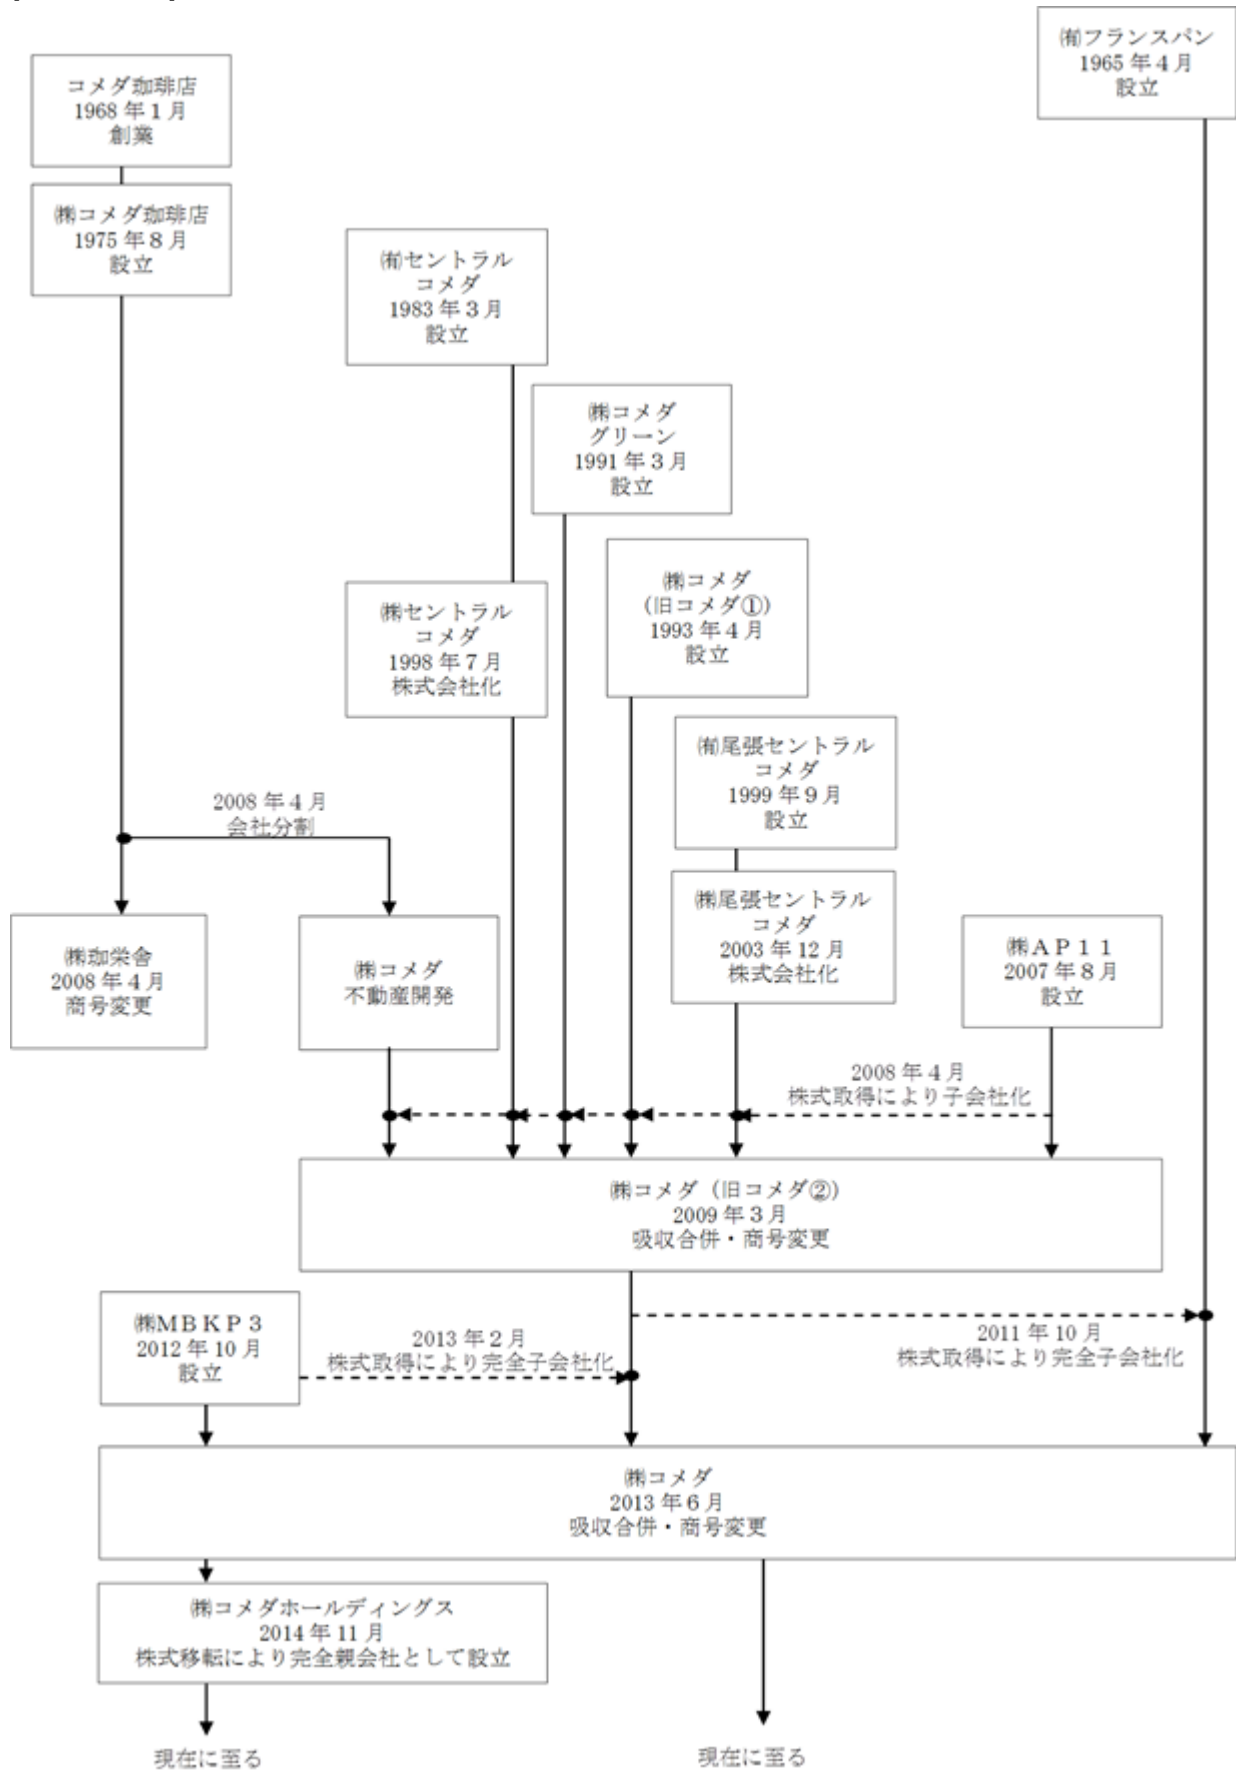 ㈲フランスパン
1965年4月
設立
コメダ珈琲店
1968年1月
創業
㈱コメダ珈琲店
1975年8月
設立
㈲セントラル
コメダ
1983年3月
設立
㈱コメダ
グリーン
1991年3月
設立
㈱コメダ
(旧コメダ①)
1993年4月
設立
㈱セントラル
コメダ
1998年7月
株式会社化
㈲尾張セントラル
コメダ
1999年9月
設立
2008年4月
会社分割
㈱尾張セントラル
コメダ
2003年12月
株式会社化
㈱珈栄舎
2008年4月
商号変更
㈱コメダ
不動産開発
㈱AP11
2007年8月
設立
2008年4月
株式取得により子会社化
㈱コメダ(旧コメダ②)
2009年3月
吸収合併・商号変更
㈱MBKP3
2012年10月
設立
2013年2月
株式取得により完全子会社化
2011年10月
株式取得により完全子会社化
㈱コメダ
2013年6月
吸収合併・商号変更
㈱コメダホールディングス
2014年11月
株式移転により完全親会社として設立
現在に至る
現在に至る